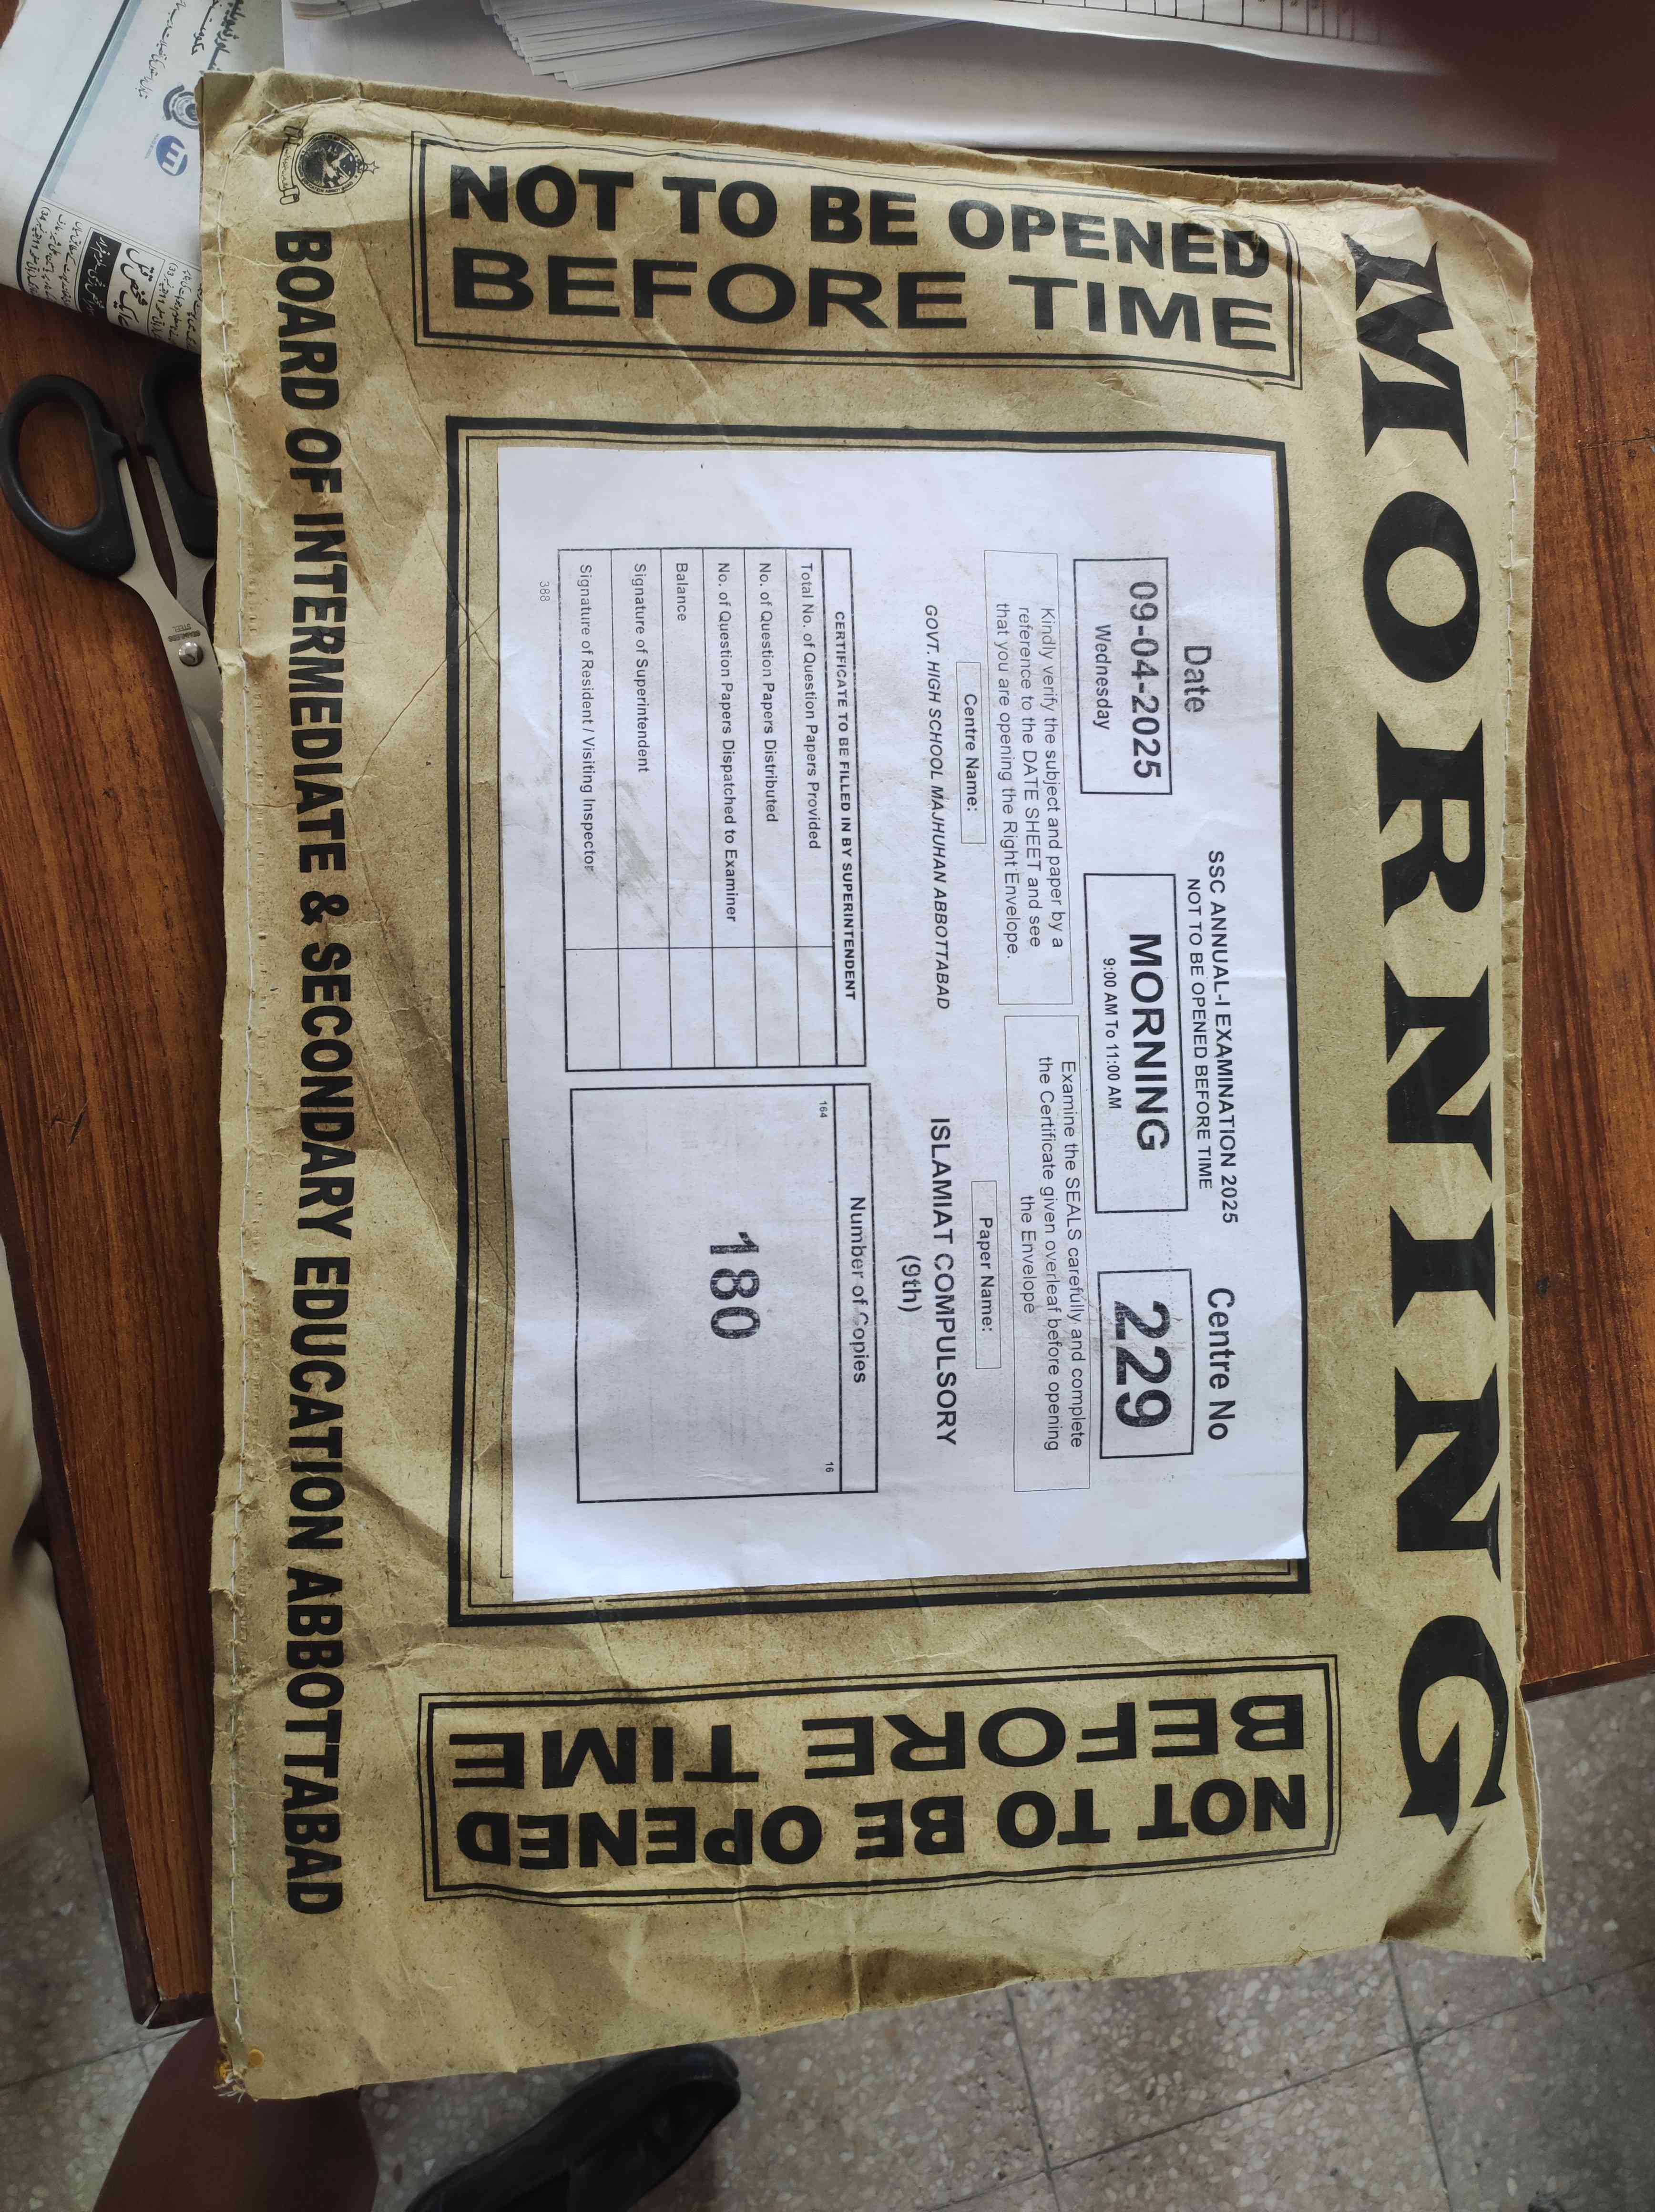 MORNING
NOT TO BE OPENED
BEFORE TIME
Date
SSC ANNUAL-I EXAMINATION 2025
NOT TO BE OPENED BEFORE TIME
Centre No
09-04-2025
Wednesday
MORNING
9:00 AM To 11:00 AM
229
Kindly verify the subject and paper by a
reference to the DATE SHEET and see
that you are opening the Right Envelope.
Examine the SEALS carefully and complete
the Certificate given overleaf before opening
the Envelope
Centre Name:
Paper Name:
GOVT. HIGH SCHOOL MAJHUHAN ABBOTTABAD
ISLAMIAT COMPULSORY
(9th)
CERTIFICATE TO BE FILLED IN BY SUPERINTENDENT
Total No. of Question Papers Provided
No. of Question Papers Distributed
No. of Question Papers Dispatched to Examiner
Balance
Signature of Superintendent
Signature of Resident / Visiting Inspector
388
Number of Copies
164
16
180
NOT TO BE OPENED
BEFORE TIME
BOARD OF INTERMEDIATE & SECONDARY EDUCATION ABBOTTABAD
STAINLESS
STEEL